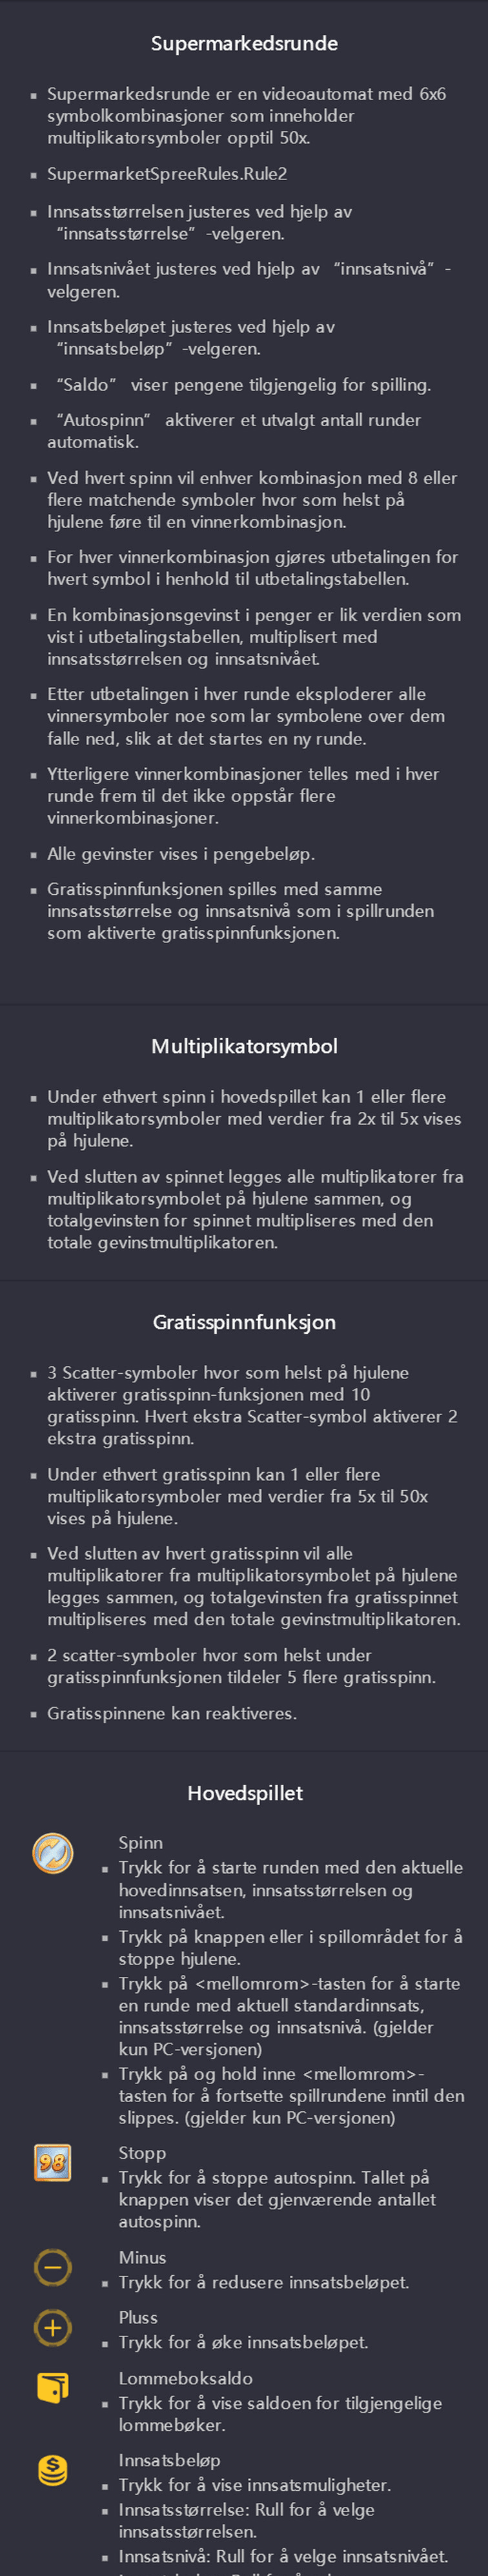 Supermarkedsrunde
Supermarkedsrunde er en videoautomat med 6x6
symbolkombinasjoner som inneholder
multiplikatorsymboler opptil 50x.
SupermarketSpreeRules.Rule2
Innsatsstørrelsen justeres ved hjelp av
“innsatsstørrelse” -velgeren.
Innsatsnivået justeres ved hjelp av “innsatsnivå” -
velgeren.
Innsatsbeløpet justeres ved hjelp av
“innsatsbeløp” -velgeren.
“Saldo” viser pengene tilgjengelig for spilling.
“Autospinn” aktiverer et utvalgt antall runder
automatisk.
Ved hvert spinn vil enhver kombinasjon med 8 eller
flere matchende symboler hvor som helst på
hjulene føre til en vinnerkombinasjon.
For hver vinnerkombinasjon gjøres utbetalingen for
hvert symbol i henhold til utbetalingstabellen.
En kombinasjonsgevinst i penger er lik verdien som
vist i utbetalingstabellen, multiplisert med
innsatsstørrelsen og innsatsnivået.
Etter utbetalingen i hver runde eksploderer alle
vinnersymboler noe som lar symbolene over dem
falle ned, slik at det startes en ny runde.
Ytterligere vinnerkombinasjoner telles med i hver
runde frem til det ikke oppstår flere
vinnerkombinasjoner.
Alle gevinster vises i pengebeløp.
Gratisspinnfunksjonen spilles med samme
innsatsstørrelse og innsatsnivå som i spillrunden
som aktiverte gratisspinnfunksjonen.
Multiplikatorsymbol
Under ethvert spinn i hovedspillet kan 1 eller flere
multiplikatorsymboler med verdier fra 2x til 5x vises
på hjulene.
Ved slutten av spinnet legges alle multiplikatorer fra
multiplikatorsymbolet på hjulene sammen, og
totalgevinsten for spinnet multipliseres med den
totale gevinstmultiplikatoren.
Gratisspinnfunksjon
3 Scatter-symboler hvor som helst på hjulene
aktiverer gratisspinn-funksjonen med 10
gratisspinn. Hvert ekstra Scatter-symbol aktiverer 2
ekstra gratisspinn.
Under ethvert gratisspinn kan 1 eller flere
multiplikatorsymboler med verdier fra 5x til 50x
vises på hjulene.
Ved slutten av hvert gratisspinn vil alle
multiplikatorer fra multiplikatorsymbolet på hjulene
legges sammen, og totalgevinsten fra gratisspinnet
multipliseres med den totale gevinstmultiplikatoren.
2 scatter-symboler hvor som helst under
gratisspinnfunksjonen tildeler 5 flere gratisspinn.
Gratisspinnene kan reaktiveres.
Hovedspillet
Spinn
Trykk for å starte runden med den aktuelle
hovedinnsatsen, innsatsstørrelsen og
innsatsnivået.
Trykk på knappen eller i spillområdet for å
stoppe hjulene.
Trykk på <mellomrom>-tasten for å starte
en runde med aktuell standardinnsats,
innsatsstørrelse og innsatsnivå. (gjelder
kun PC-versjonen)
Trykk på og hold inne <mellomrom>-
tasten for å fortsette spillrundene inntil den
slippes. (gjelder kun PC-versjonen)
98
Stopp
Trykk for å stoppe autospinn. Tallet på
knappen viser det gjenværende antallet
autospinn.
Minus
Trykk for å redusere innsatsbeløpet.
Pluss
Trykk for å øke innsatsbeløpet.
Lommeboksaldo
Trykk for å vise saldoen for tilgjengelige
lommebøker.
Innsatsbeløp
Trykk for å vise innsatsmuligheter.
Innsatsstørrelse: Rull for å velge
innsatsstørrelsen.
Innsatsnivå: Rull for å velge innsatsnivået.